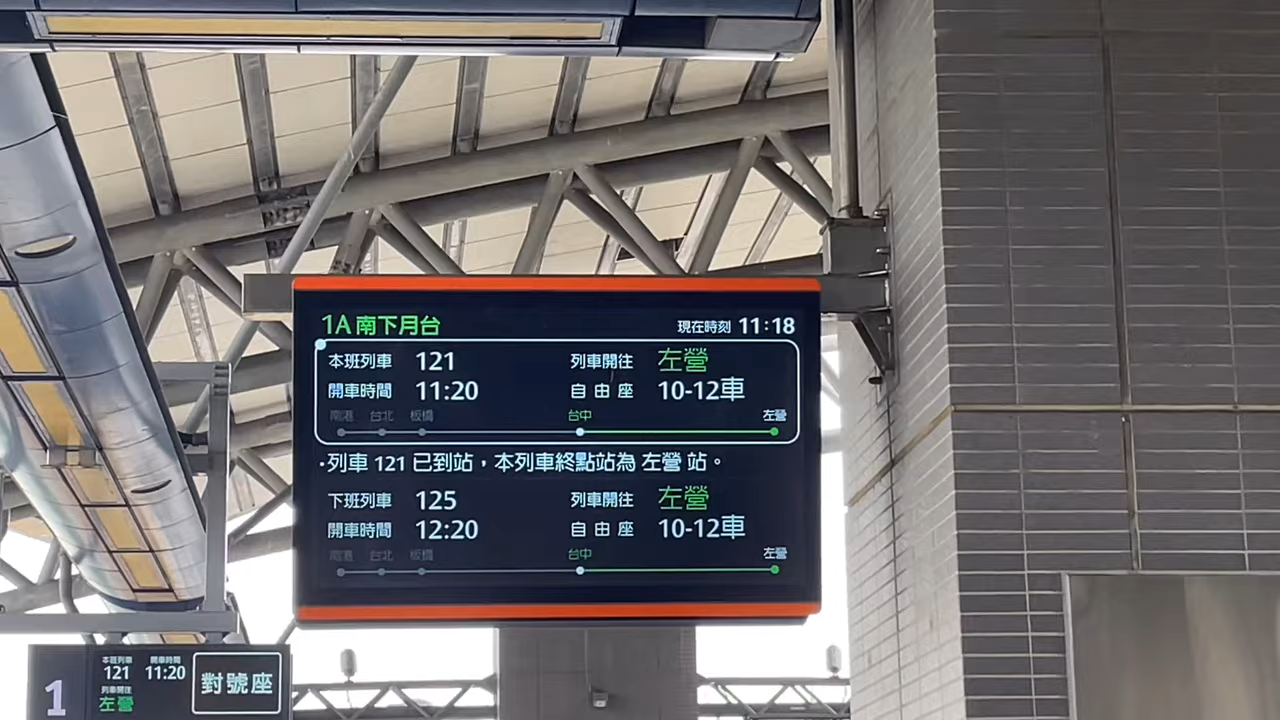 1A 南下月台 現在時刻 11:18
本班列車 121 列車開往 左營
開車時間 11:20 自由座 10-12車
南港 台北 板橋 台中 左營
·列車 121 已到站，本列車終點站為 左營 站。
下班列車 125 列車開往 左營
開車時間 12:20 自由座 10-12車
南港 台北 板橋 台中 左營
1
本班列車 開車時間
121 11:20
列車開往
左營
對號座